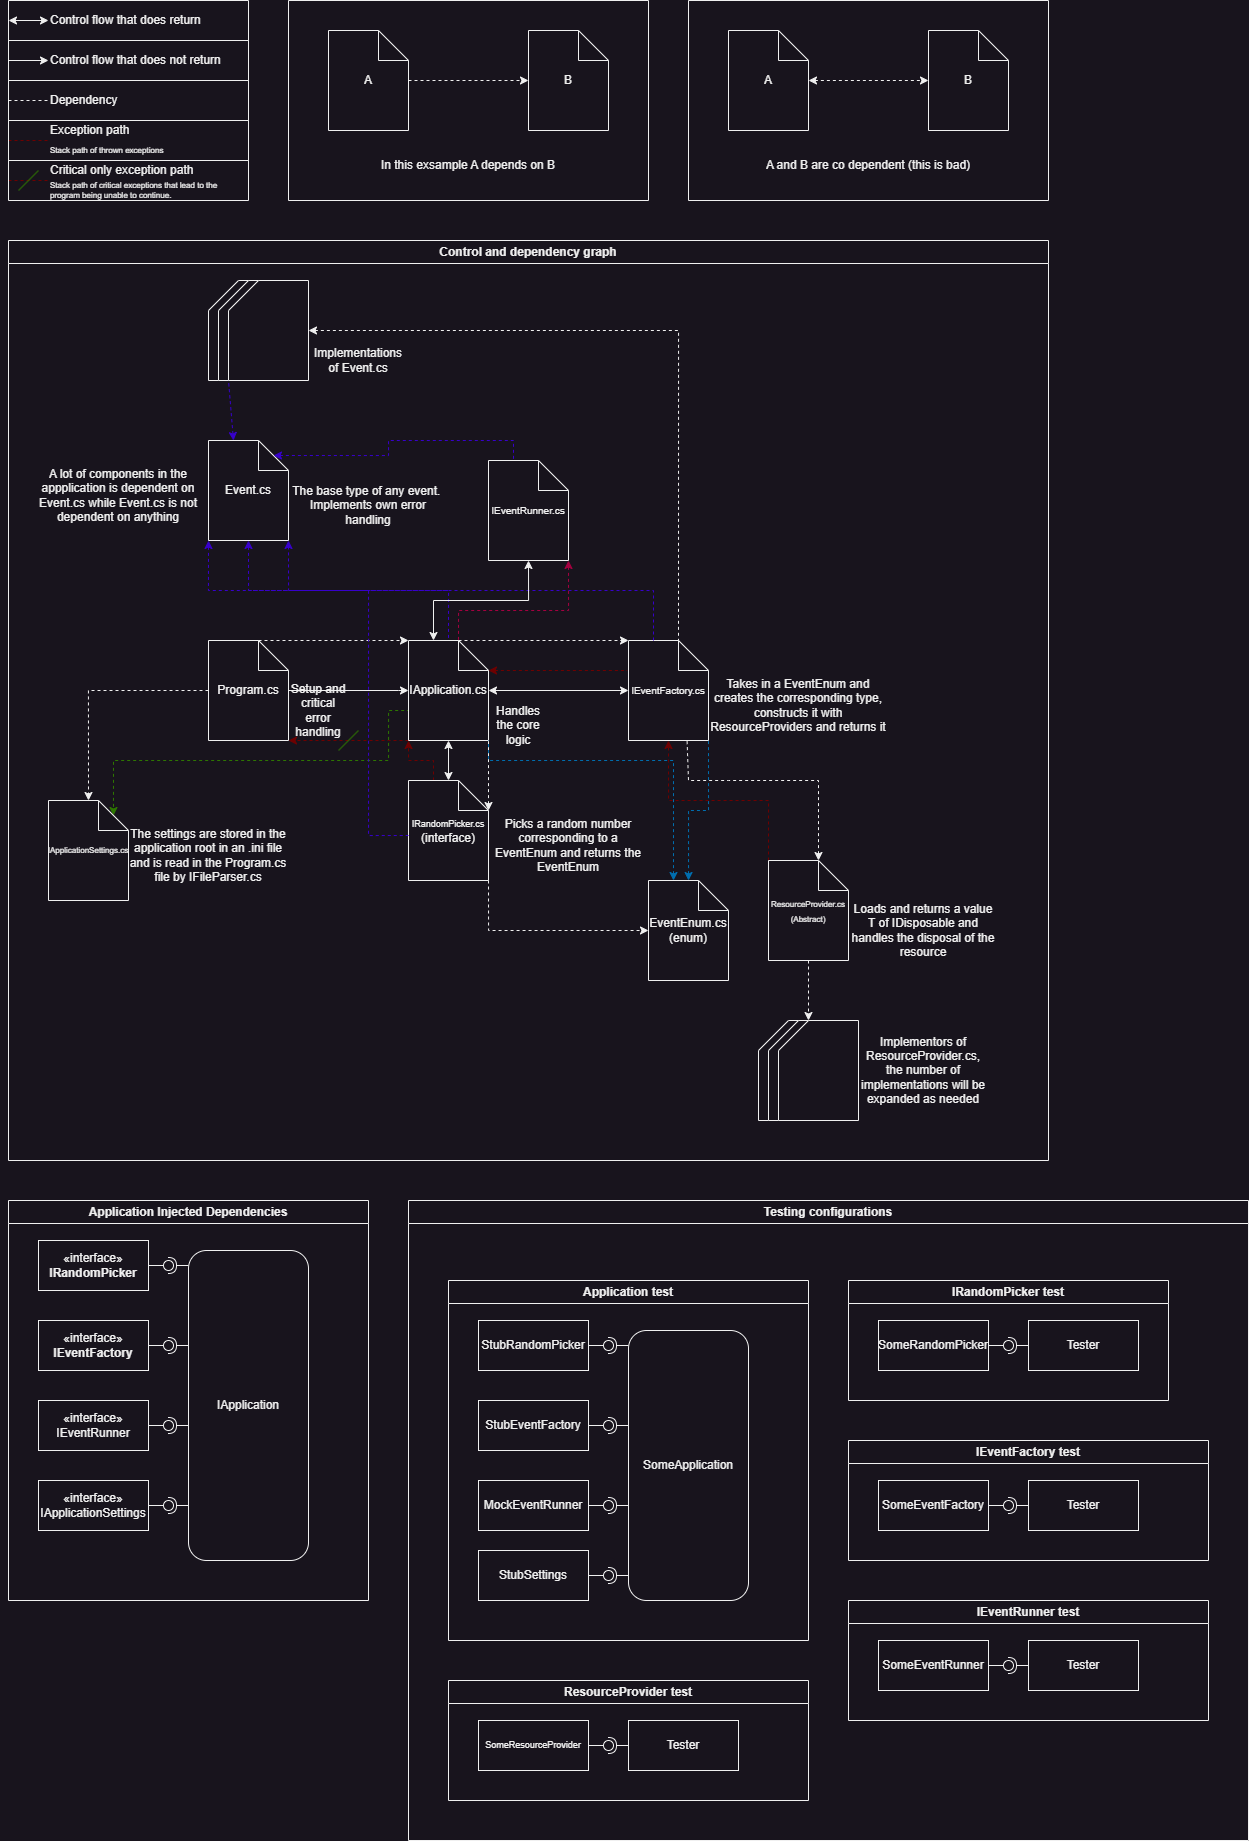 Control flow that does return
Control flow that does not return
Dependency
Exception path
Stack path of thrown exceptions
Critical only exception path
Stack path of critical exceptions that lead to the
program being unable to continue.
A
B
In this exsample A depends on B
A
B
A and B are co dependent (this is bad)
Control and dependency graph
Implementations
of Event.cs
A lot of components in the
appplication is dependent on
Event.cs while Event.cs is not
dependent on anything
Event.cs
The base type of any event.
Implements own error
handling
IEventRunner.cs
Program.cs
Setup and
critical
error
handling
IApplication.cs
Handles
the core
logic
IEventFactory.cs
Takes in a EventEnum and
creates the corresponding type,
constructs it with
ResourceProviders and returns it
IApplicationSettings.cs
The settings are stored in the
application root in an .ini file
and is read in the Program.cs
file by IFileParser.cs
IRandomPicker.cs
(interface)
Picks a random number
corresponding to a
EventEnum and returns the
EventEnum
EventEnum.cs
(enum)
ResourceProvider.cs
(Abstract)
Loads and returns a value
T of IDisposable and
handles the disposal of the
resource
Implementors of
ResourceProvider.cs,
the number of
implementations will be
expanded as needed
Application Injected Dependencies
«interface»
IRandomPicker
«interface»
IEventFactory
«interface»
IEventRunner
«interface»
IApplicationSettings
IApplication
Testing configurations
Application test
StubRandomPicker
StubEventFactory
MockEventRunner
StubSettings
SomeApplication
IRandomPicker test
SomeRandomPicker
Tester
IEventFactory test
SomeEventFactory
Tester
IEventRunner test
SomeEventRunner
Tester
ResourceProvider test
SomeResourceProvider
Tester